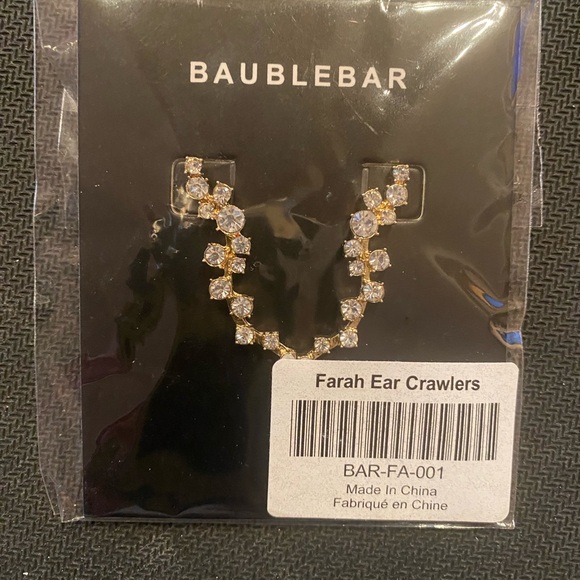 BAUBLEBAR
Farah Ear Crawlers
BAR-FA-001
Made In China
Fabriqué en Chine